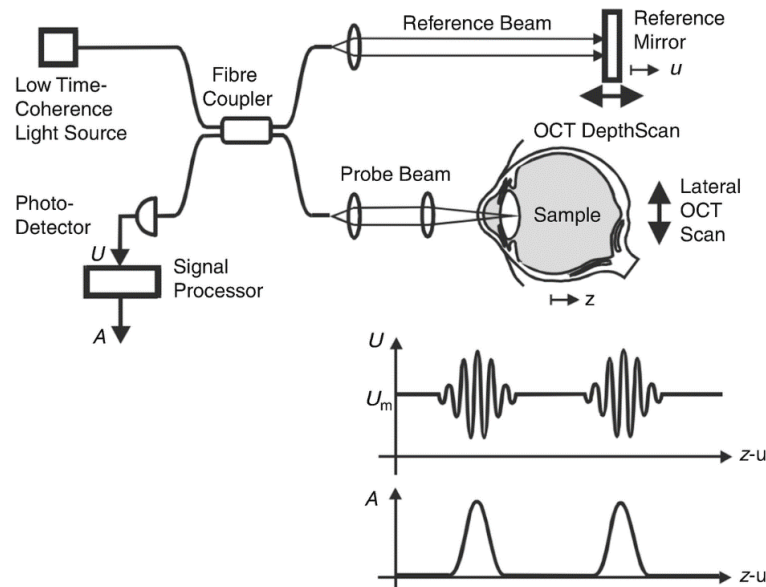 Reference Beam
Reference
Mirror
u
Low Time-
Coherence
Light Source
Fibre
Coupler
OCT DepthScan
Probe Beam
Photo-
Detector
Sample
Lateral
OCT
Scan
U
Signal
Processor
z
A
U
Um
z-u
A
z-u